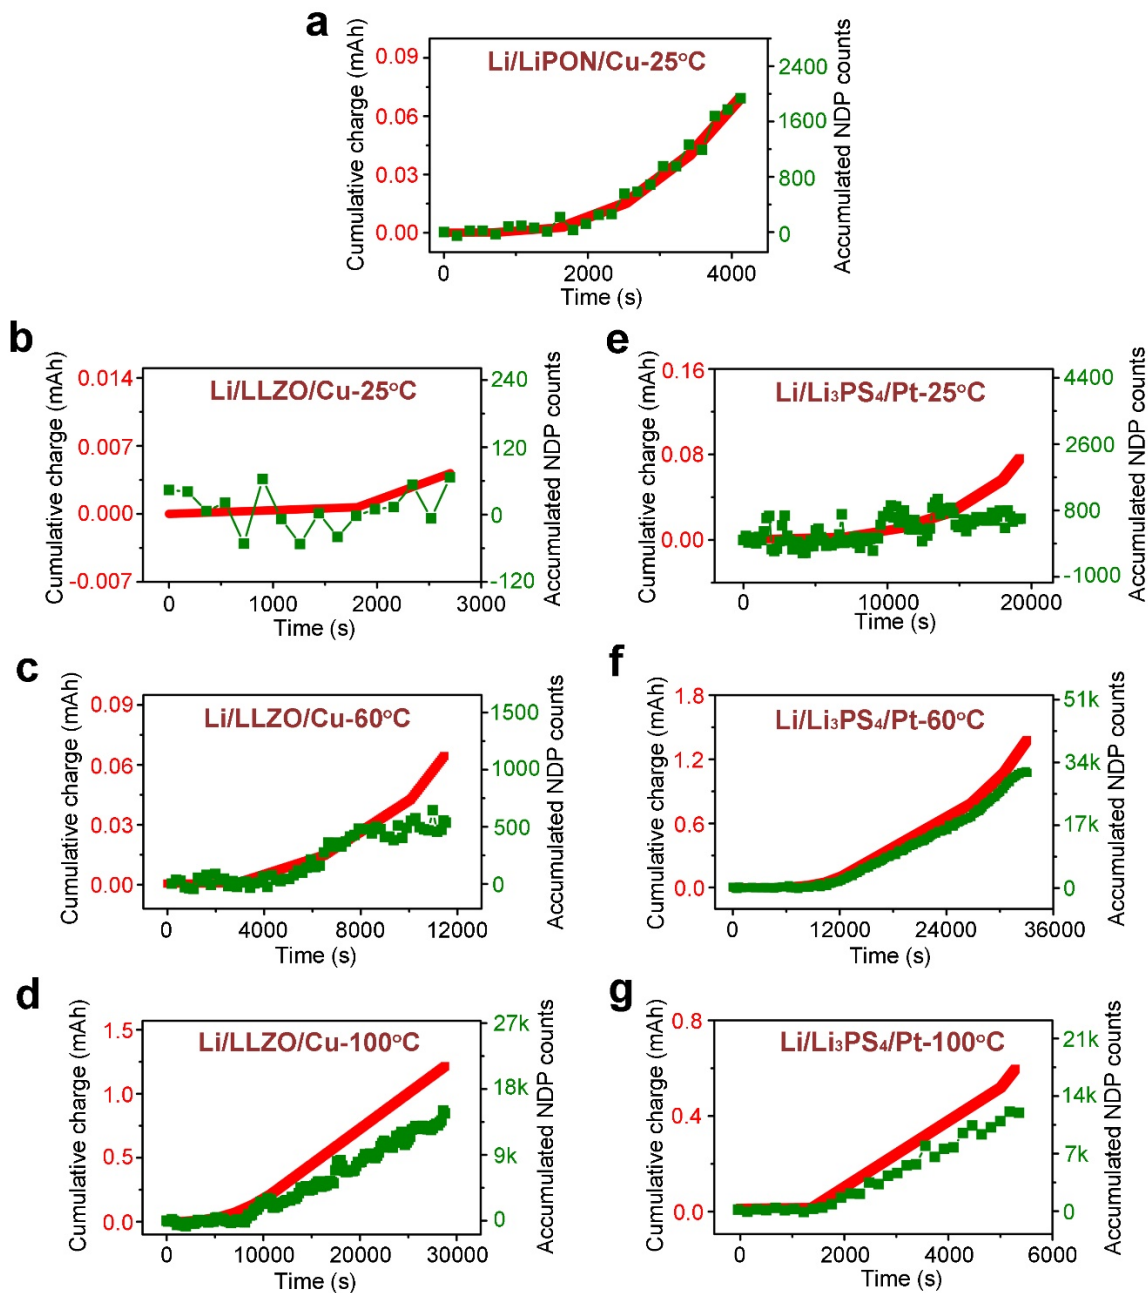 a
Cumulative charge (mAh)
0.09
0.06
0.03
0.00
Li/LiPON/Cu-25°C
2400
1600
800
0
Accumulated NDP counts
0 2000 4000
Time (s)
b
Cumulative charge (mAh)
0.014
0.007
0.000
-0.007
Li/LLZO/Cu-25°C
240
120
0
-120
Accumulated NDP counts
0 1000 2000 3000
Time (s)
e
Cumulative charge (mAh)
0.16
0.08
0.00
Li/Li₃PS₄/Pt-25°C
4400
2600
800
-1000
Accumulated NDP counts
0 10000 20000
Time (s)
c
Cumulative charge (mAh)
0.09
0.06
0.03
0.00
Li/LLZO/Cu-60°C
1500
1000
500
0
Accumulated NDP counts
0 4000 8000 12000
Time (s)
f
Cumulative charge (mAh)
1.8
1.2
0.6
0.0
Li/Li₃PS₄/Pt-60°C
51k
34k
17k
0
Accumulated NDP counts
0 12000 24000 36000
Time (s)
d
Cumulative charge (mAh)
1.5
1.0
0.5
0.0
Li/LLZO/Cu-100°C
27k
18k
9k
0
Accumulated NDP counts
0 10000 20000 30000
Time (s)
g
Cumulative charge (mAh)
0.8
0.4
0.0
Li/Li₃PS₄/Pt-100°C
21k
14k
7k
0
Accumulated NDP counts
0 2000 4000 6000
Time (s)